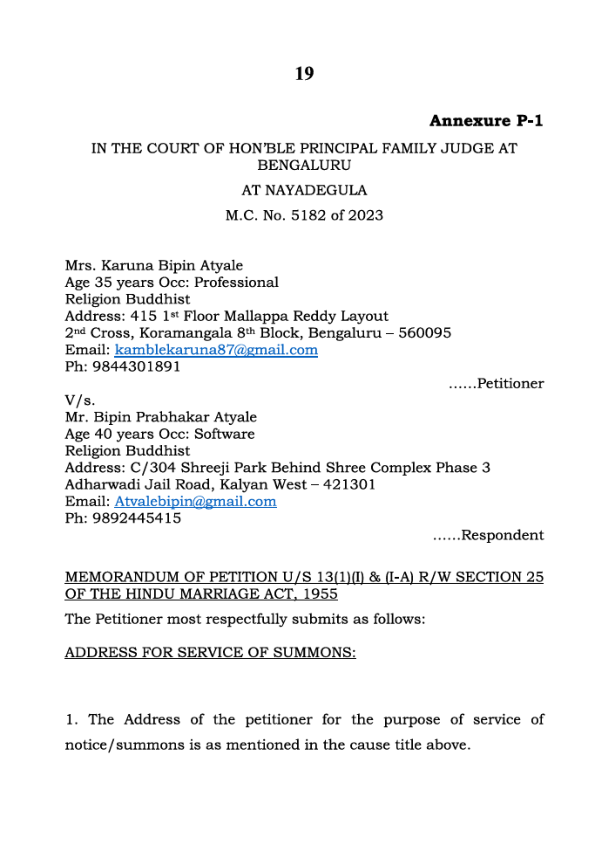 19
Annexure P-1
IN THE COURT OF HON'BLE PRINCIPAL FAMILY JUDGE AT
BENGALURU
AT NAYADEGULA
M.C. No. 5182 of 2023
Mrs. Karuna Bipin Atyale
Age 35 years Occ: Professional
Religion Buddhist
Address: 415 1st Floor Mallappa Reddy Layout
2nd Cross, Koramangala 8th Block, Bengaluru – 560095
Email: kamblekaruna87@gmail.com
Ph: 9844301891
......Petitioner
V/s.
Mr. Bipin Prabhakar Atyale
Age 40 years Occ: Software
Religion Buddhist
Address: C/304 Shreeji Park Behind Shree Complex Phase 3
Adharwadi Jail Road, Kalyan West – 421301
Email: Atvalebipin@gmail.com
Ph: 9892445415
......Respondent
MEMORANDUM OF PETITION U/S 13(1)(I) & (I-A) R/W SECTION 25
OF THE HINDU MARRIAGE ACT, 1955
The Petitioner most respectfully submits as follows:
ADDRESS FOR SERVICE OF SUMMONS:
1. The Address of the petitioner for the purpose of service of
notice/summons is as mentioned in the cause title above.